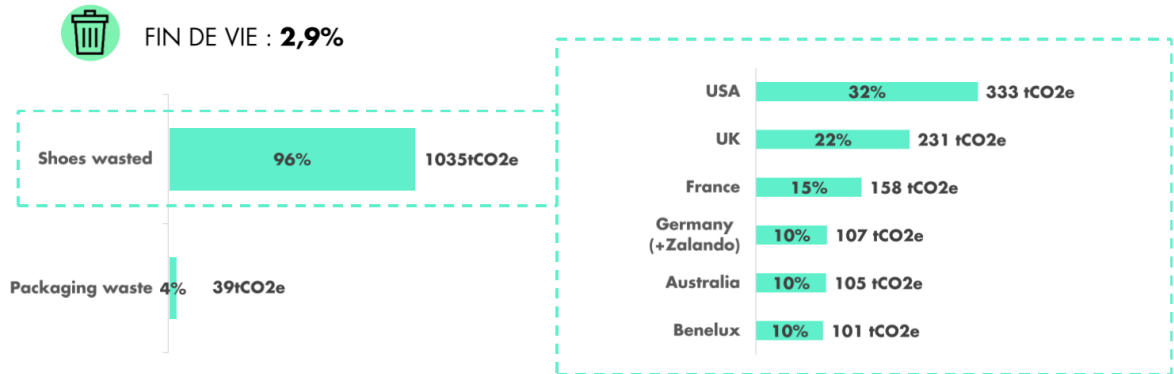 FIN DE VIE : 2,9%
Shoes wasted 96% 1035tCO2e
Packaging waste 4% 39tCO2e
USA 32% 333 tCO2e
UK 22% 231 tCO2e
France 15% 158 tCO2e
Germany
(+Zalando) 10% 107 tCO2e
Australia 10% 105 tCO2e
Benelux 10% 101 tCO2e